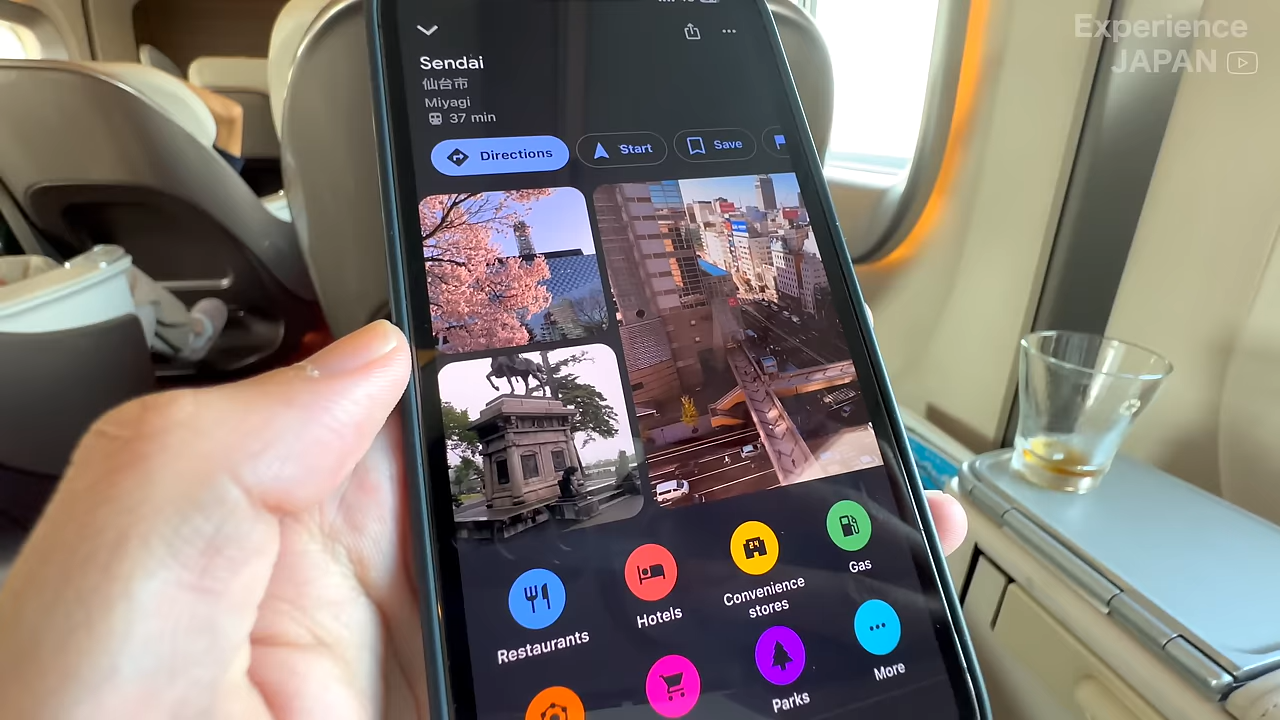 Experience
JAPAN
Sendai
仙台市
Miyagi
37 min
Directions
Start
Save
24
Restaurants
Hotels
Convenience
stores
Gas
Parks
More